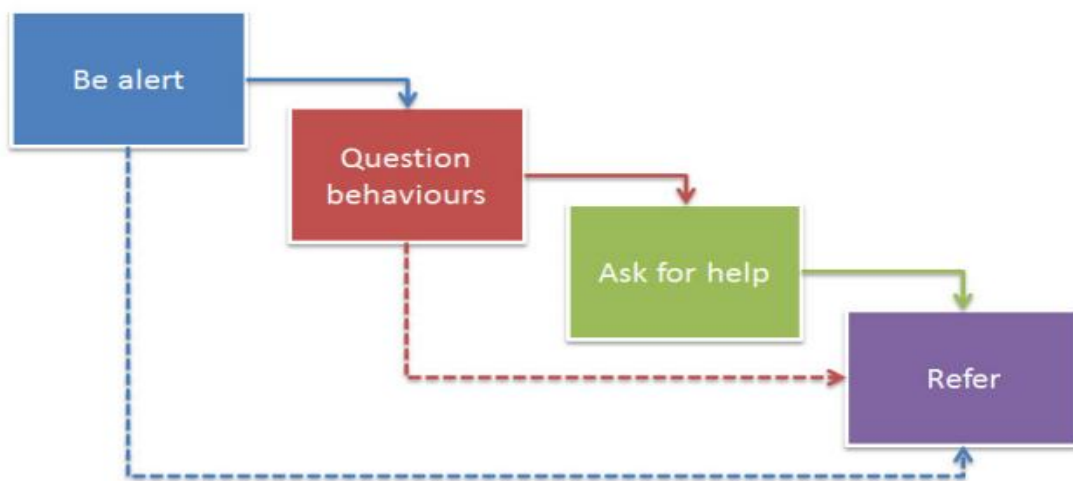 Be alert
Question
behaviours
Ask for help
Refer